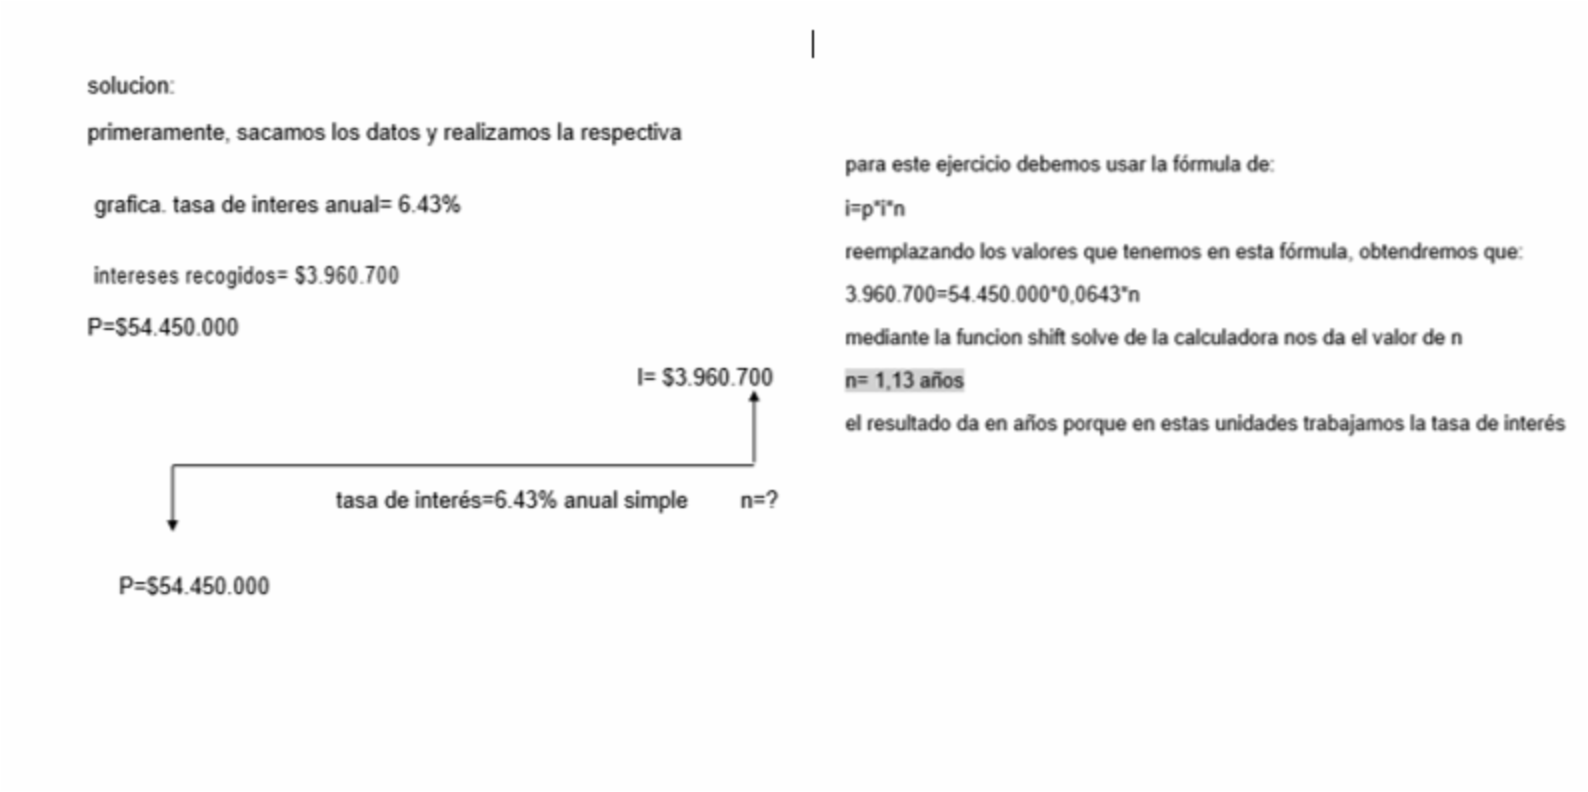 solucion:
primeramente, sacamos los datos y realizamos la respectiva
grafica. tasa de interes anual= 6.43%
intereses recogidos= $3.960.700
P=$54.450.000
I= $3.960.700
tasa de interés=6.43% anual simple n=?
P=$54.450.000
para este ejercicio debemos usar la fórmula de:
i=p*i*n
reemplazando los valores que tenemos en esta fórmula, obtendremos que:
3.960.700=54.450.000*0,0643*n
mediante la funcion shift solve de la calculadora nos da el valor de n
n= 1,13 años
el resultado da en años porque en estas unidades trabajamos la tasa de interés